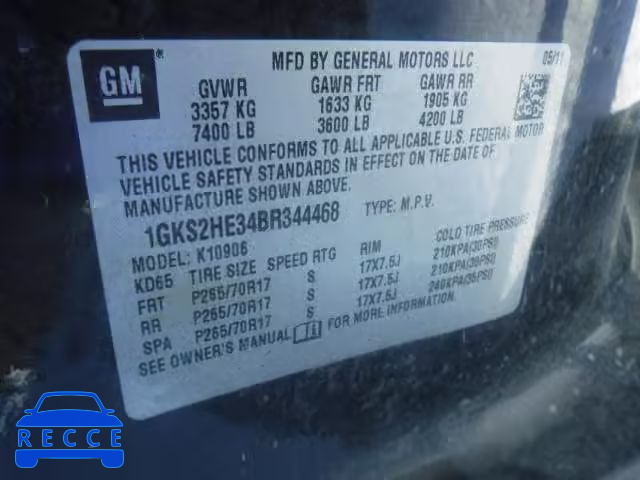 GM
®
MFD BY GENERAL MOTORS LLC 05/11
GVWR GAWR FRT GAWR RR
3357 KG 1633 KG 1905 KG
7400 LB 3600 LB 4200 LB
THIS VEHICLE CONFORMS TO ALL APPLICABLE U.S. FEDERAL MOTOR
VEHICLE SAFETY STANDARDS IN EFFECT ON THE DATE OF
MANUFACTURE SHOWN ABOVE.
1GKS2HE34BR344468 TYPE: M.P.V.
MODEL: K10906
KD65 TIRE SIZE SPEED RTG RIM COLD TIRE PRESSURE
FRT P265/70R17 S 17X7.5J 210KPA(30PSI)
RR P265/70R17 S 17X7.5J 210KPA(30PSI)
SPA P265/70R17 S 17X7.5J 240KPA(35PSI)
SEE OWNER'S MANUAL FOR MORE INFORMATION.
RECCE